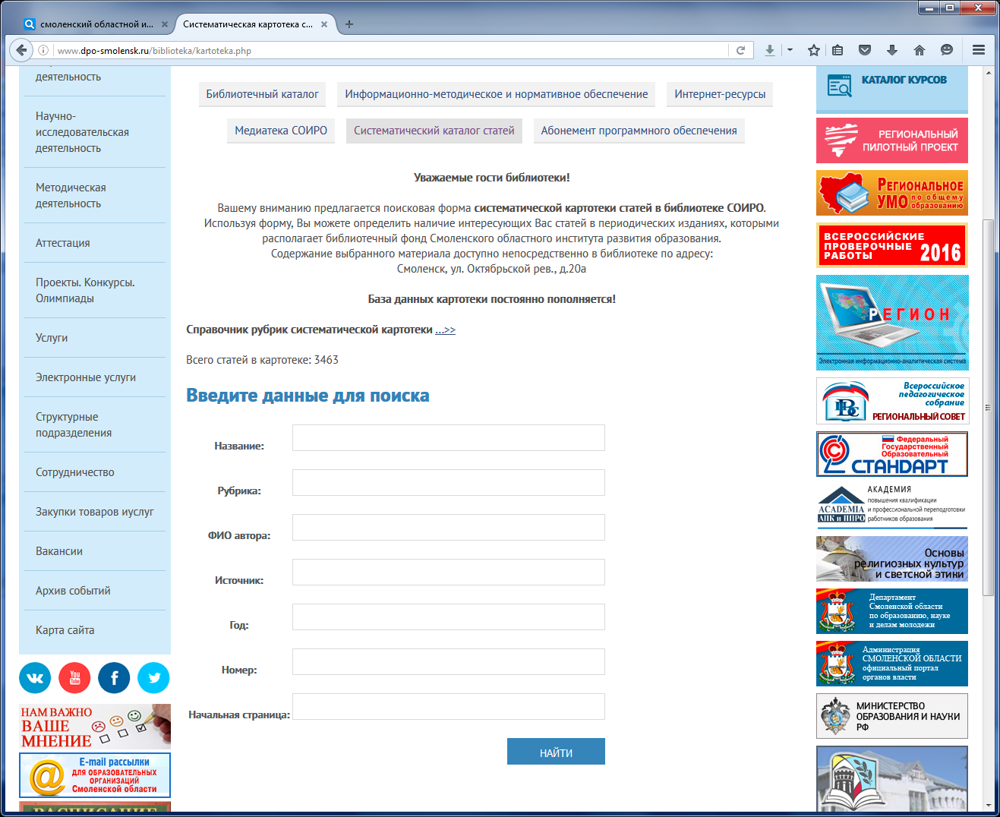 смоленский областной и...
Систематическая картотека с...
www.dpo-smolensk.ru/biblioteka/kartoteka.php
деятельность
Научно-
исследовательская
деятельность
Методическая
деятельность
Аттестация
Проекты. Конкурсы.
Олимпиады
Услуги
Электронные услуги
Структурные
подразделения
Сотрудничество
Закупки товаров иуслуг
Вакансии
Архив событий
Карта сайта
You
Tube
НАМ ВАЖНО
ВАШЕ
МНЕНИЕ
E-mail рассылки
ДЛЯ ОБРАЗОВАТЕЛЬНЫХ
ОРГАНИЗАЦИЙ
Смоленской области
РАСПИСАНИЕ
Библиотечный каталог
Информационно-методическое и нормативное обеспечение
Интернет-ресурсы
Медиатека СОИРО
Систематический каталог статей
Абонемент программного обеспечения
Уважаемые гости библиотеки!
Вашему вниманию предлагается поисковая форма систематической картотеки статей в библиотеке СОИРО.
Используя форму, Вы можете определить наличие интересующих Вас статей в периодических изданиях, которыми
располагает библиотечный фонд Смоленского областного института развития образования.
Содержание выбранного материала доступно непосредственно в библиотеке по адресу:
Смоленск, ул. Октябрьской рев., д.20а
База данных картотеки постоянно пополняется!
Справочник рубрик систематической картотеки ...>>
Всего статей в картотеке: 3463
Введите данные для поиска
Название:
Рубрика:
ФИО автора:
Источник:
Год:
Номер:
Начальная страница:
НАЙТИ
КАТАЛОГ КУРСОВ
РЕГИОНАЛЬНЫЙ
ПИЛОТНЫЙ ПРОЕКТ
РЕГИОНАЛЬНОЕ
УМО по общему
образованию
ВСЕРОССИЙСКИЕ
ПРОВЕРОЧНЫЕ
РАБОТЫ 2016
РЕГИОН
Электронная информационно-аналитическая система
Всероссийское
педагогическое
собрание
РЕГИОНАЛЬНЫЙ СОВЕТ
Федеральный
Государственный
Образовательный
СТАНДАРТ
ACADEMIA
АПК и ППРО
АКАДЕМИЯ
повышения квалификации
и профессиональной переподготовки
работников образования
Основы
религиозных культур
и светской этики
Департамент
Смоленской области
по образованию, науке
и делам молодежи
Администрация
СМОЛЕНСКОЙ ОБЛАСТИ
официальный портал
органов власти
МИНИСТЕРСТВО
ОБРАЗОВАНИЯ И НАУКИ
РФ